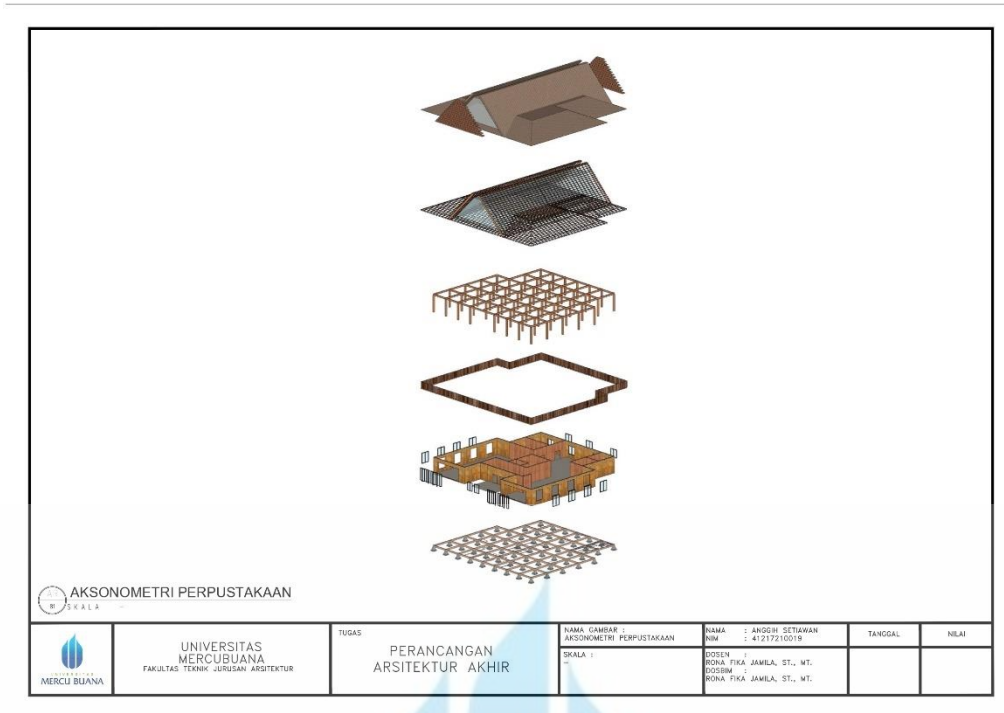 AKSONOMETRI PERPUSTAKAAN
SKALA -
UNIVERSITAS
MERCU BUANA
UNIVERSITAS
MERCUBUANA
FAKULTAS TEKNIK JURUSAN ARSITEKTUR
TUGAS
PERANCANGAN
ARSITEKTUR AKHIR
NAMA GAMBAR :
AKSONOMETRI PERPUSTAKAAN
SKALA :
-
NAMA : ANGGIH SETIAWAN
NIM : 41217210019
DOSEN :
RONA FIKA JAMILA, ST., MT.
DOSBIM :
RONA FIKA JAMILA, ST., MT.
TANGGAL
NILAI